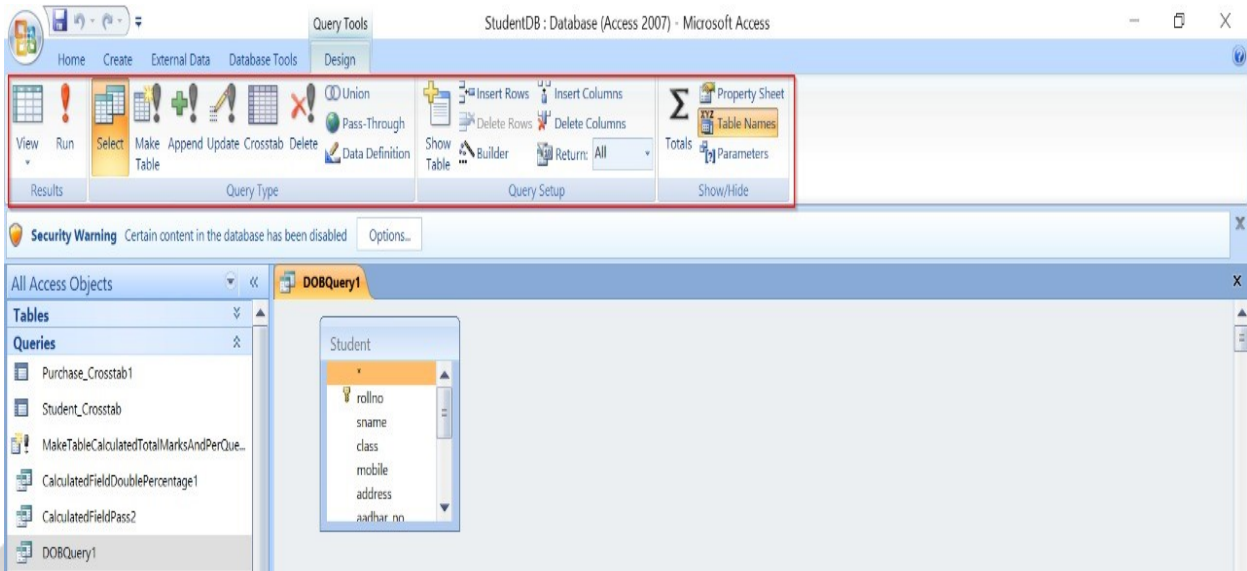 Query Tools
StudentDB : Database (Access 2007) - Microsoft Access
Home Create External Data Database Tools Design
View Run Select Make Table Append Update Crosstab Delete
Union
Pass-Through
Data Definition
Show Table
Insert Rows
Delete Rows
Builder
Insert Columns
Delete Columns
Return: All
Totals
Property Sheet
Table Names
Parameters
Results Query Type Query Setup Show/Hide
Security Warning Certain content in the database has been disabled Options...
All Access Objects
DOBQuery1
Tables
Queries
Purchase_Crosstab1
Student_Crosstab
MakeTableCalculatedTotalMarksAndPerQue...
CalculatedFieldDoublePercentage1
CalculatedFieldPass2
DOBQuery1
Student
*
rollno
sname
class
mobile
address
aadhar_no